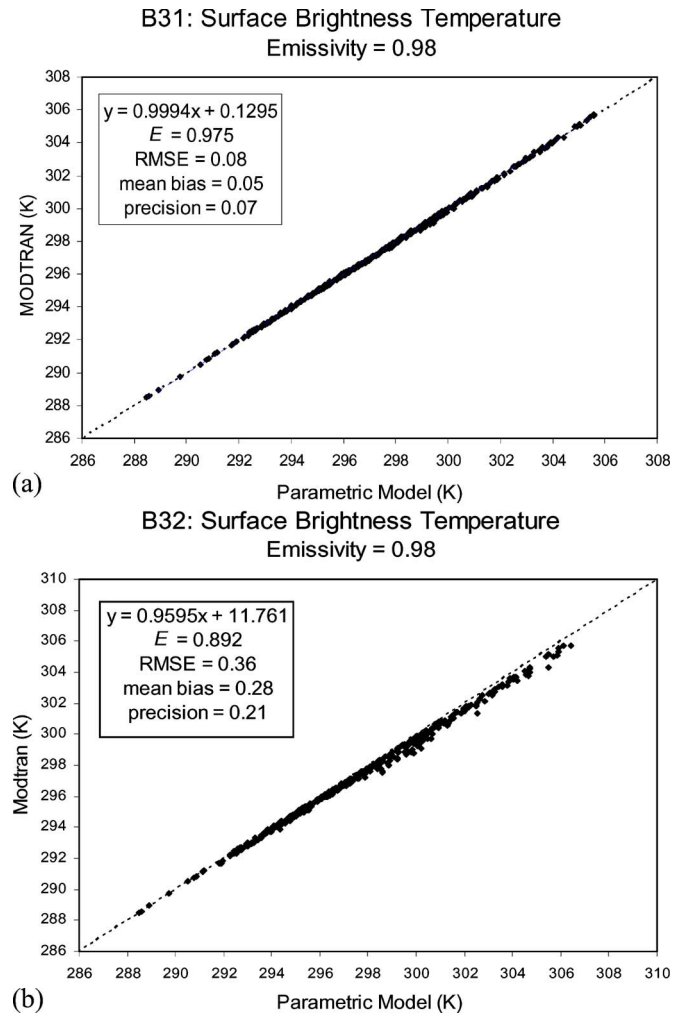 B31: Surface Brightness Temperature
Emissivity = 0.98
308
306
304
302
300
298
296
294
292
290
288
286
MODTRAN (K)
y = 0.9994x + 0.1295
E = 0.975
RMSE = 0.08
mean bias = 0.05
precision = 0.07
286 288 290 292 294 296 298 300 302 304 306 308
(a)
Parametric Model (K)
B32: Surface Brightness Temperature
Emissivity = 0.98
310
308
306
304
302
300
298
296
294
292
290
288
286
Modtran (K)
y = 0.9595x + 11.761
E = 0.892
RMSE = 0.36
mean bias = 0.28
precision = 0.21
286 288 290 292 294 296 298 300 302 304 306 308 310
(b)
Parametric Model (K)